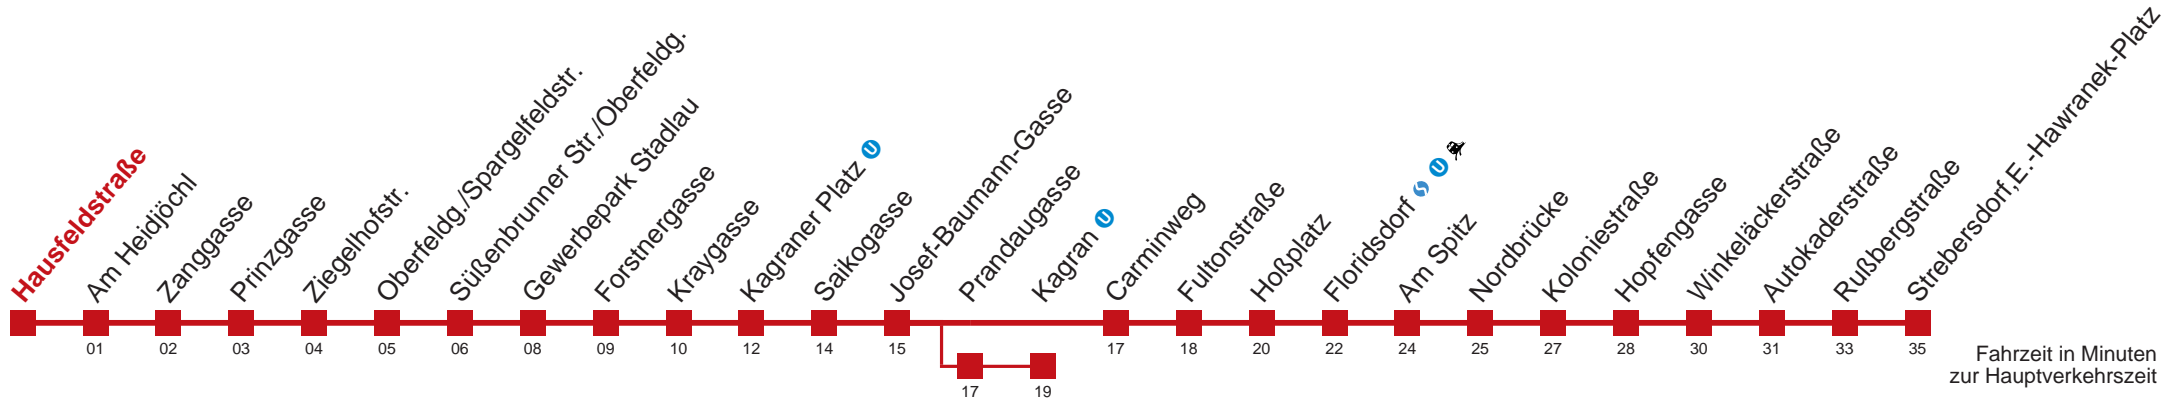 Hausfeldstraße
Am Heidjöchl
Zanggasse
Prinzgasse
Ziegelhofstr.
Oberfeldg./Spargelfeldstr.
Süßenbrunner Str./Oberfeldg.
Gewerbepark Stadlau
Forstnergasse
Kraygasse
Kagraner Platz U
Saikogasse
Josef-Baumann-Gasse
Prandaugasse
Kagran U
Carminweg
Fultonstraße
Hoßplatz
Floridsdorf S U
Am Spitz
Nordbrücke
Koloniestraße
Hopfengasse
Winkeläckerstraße
Autokaderstraße
Rußbergstraße
Strebersdorf,E.-Hawranek-Platz
01 02 03 04 05 06 08 09 10 12 14 15 17 18 20 22 24 25 27 28 30 31 33 35
17 19
Fahrzeit in Minuten
zur Hauptverkehrszeit